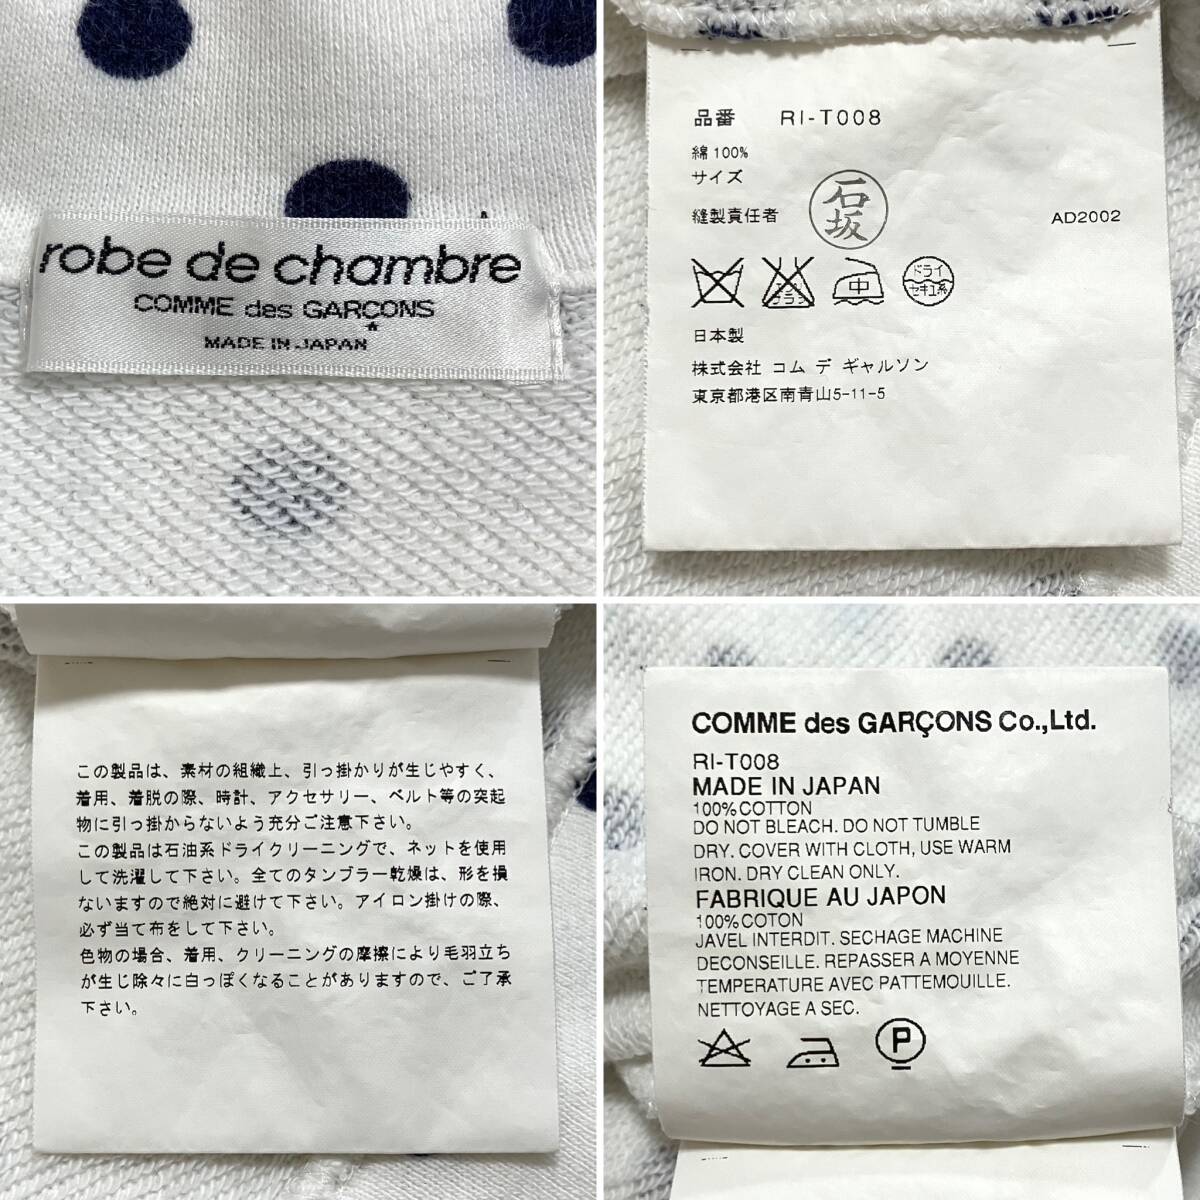 robe de chambre
COMME des GARÇONS
*
MADE IN JAPAN
品番 RI-T008
綿 100%
サイズ
縫製責任者 石坂 AD2002
エンソ
サラシ
中
ドライ
セキユ系
日本製
株式会社 コム デ ギャルソン
東京都港区南青山5-11-5
この製品は、素材の組織上、引っ掛かりが生じやすく、
着用、着脱の際、時計、アクセサリー、ベルト等の突起
物に引っ掛からないよう充分ご注意下さい。
この製品は石油系ドライクリーニングで、ネットを使用
して洗濯して下さい。全てのタンブラー乾燥は、形を損
ないますので絶対に避けて下さい。アイロン掛けの際、
必ず当て布をして下さい。
色物の場合、着用、クリーニングの摩擦により毛羽立ち
が生じ除々に白っぽくなることがありますので、ご了承
下さい。
COMME des GARÇONS Co.,Ltd.
RI-T008
MADE IN JAPAN
100%COTTON
DO NOT BLEACH. DO NOT TUMBLE
DRY. COVER WITH CLOTH, USE WARM
IRON. DRY CLEAN ONLY.
FABRIQUE AU JAPON
100%COTON
JAVEL INTERDIT. SECHAGE MACHINE
DECONSEILLE. REPASSER A MOYENNE
TEMPERATURE AVEC PATTEMOUILLE.
NETTOYAGE A SEC.
P